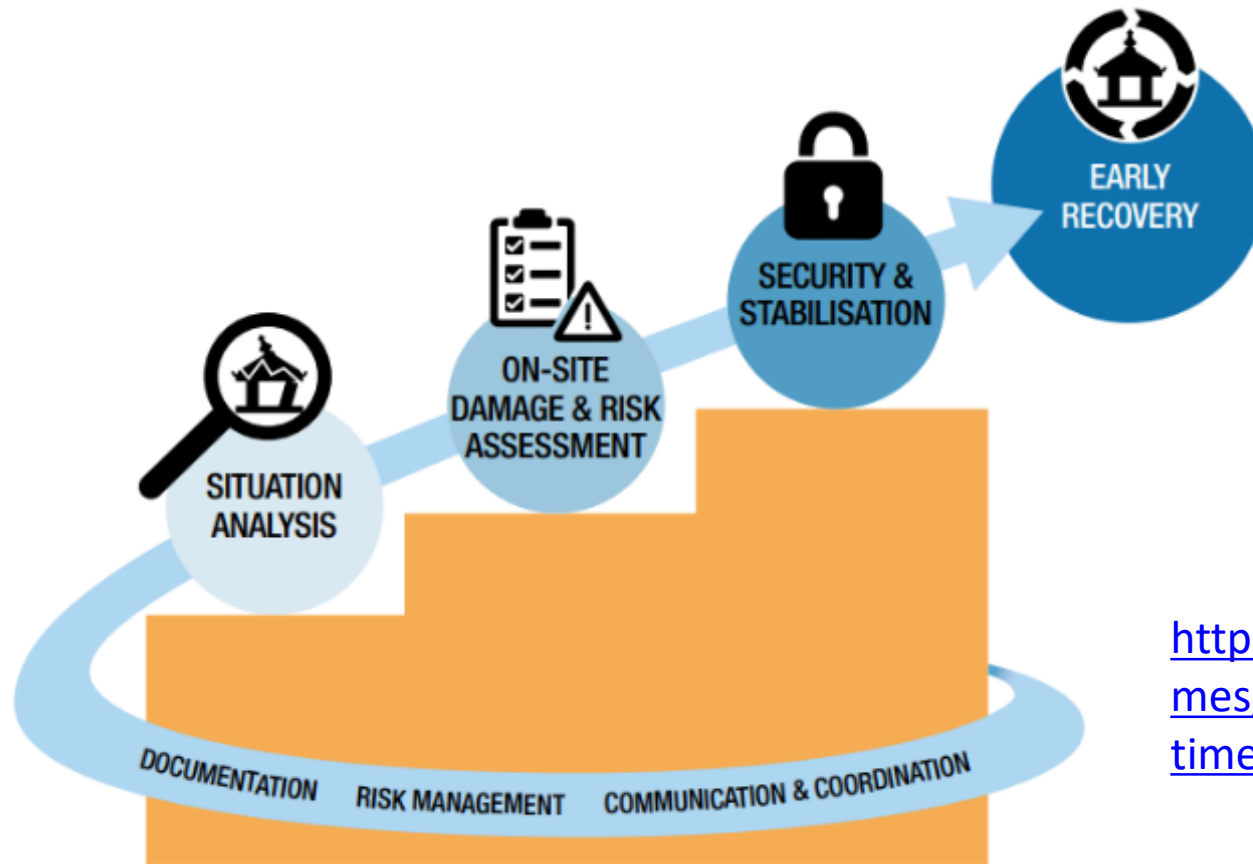 EARLY
RECOVERY
SECURITY &
STABILISATION
ON-SITE
DAMAGE & RISK
ASSESSMENT
SITUATION
ANALYSIS
DOCUMENTATION RISK MANAGEMENT COMMUNICATION & COORDINATION
http
mes
time